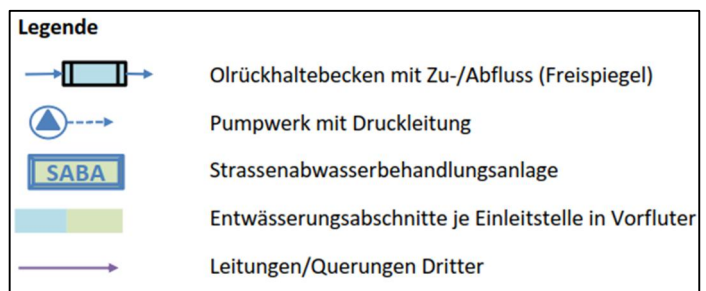 Legende
Olrückhaltebecken mit Zu-/Abfluss (Freispiegel)
Pumpwerk mit Druckleitung
SABA Strassenabwasserbehandlungsanlage
Entwässerungsabschnitte je Einleitstelle in Vorfluter
Leitungen/Querungen Dritter